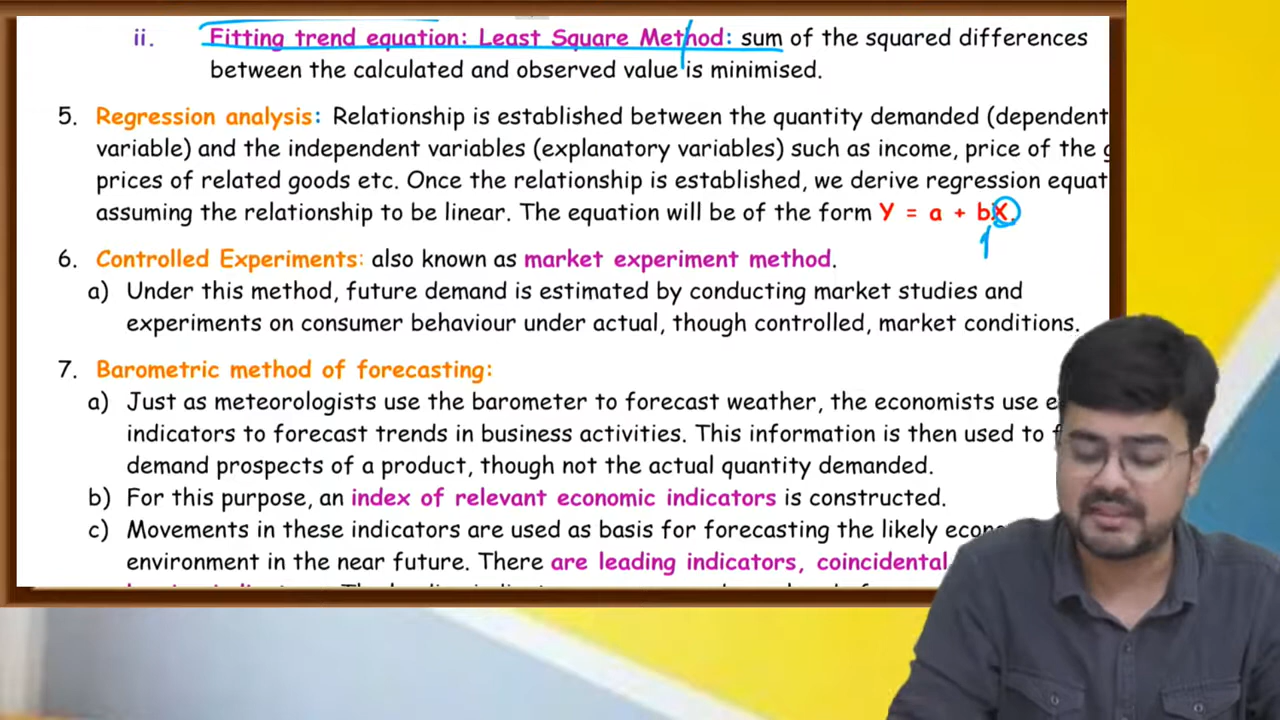 ii. Fitting trend equation: Least Square Method: sum of the squared differences
between the calculated and observed value is minimised.
5. Regression analysis: Relationship is established between the quantity demanded (dependent
variable) and the independent variables (explanatory variables) such as income, price of the
prices of related goods etc. Once the relationship is established, we derive regression
assuming the relationship to be linear. The equation will be of the form Y = a + bX.
6. Controlled Experiments: also known as market experiment method.
a) Under this method, future demand is estimated by conducting market studies and
experiments on consumer behaviour under actual, though controlled, market conditions.
7. Barometric method of forecasting:
a) Just as meteorologists use the barometer to forecast weather, the economists use
indicators to forecast trends in business activities. This information is then used to
demand prospects of a product, though not the actual quantity demanded.
b) For this purpose, an index of relevant economic indicators is constructed.
c) Movements in these indicators are used as basis for forecasting the likely
environment in the near future. There are leading indicators, coincidental